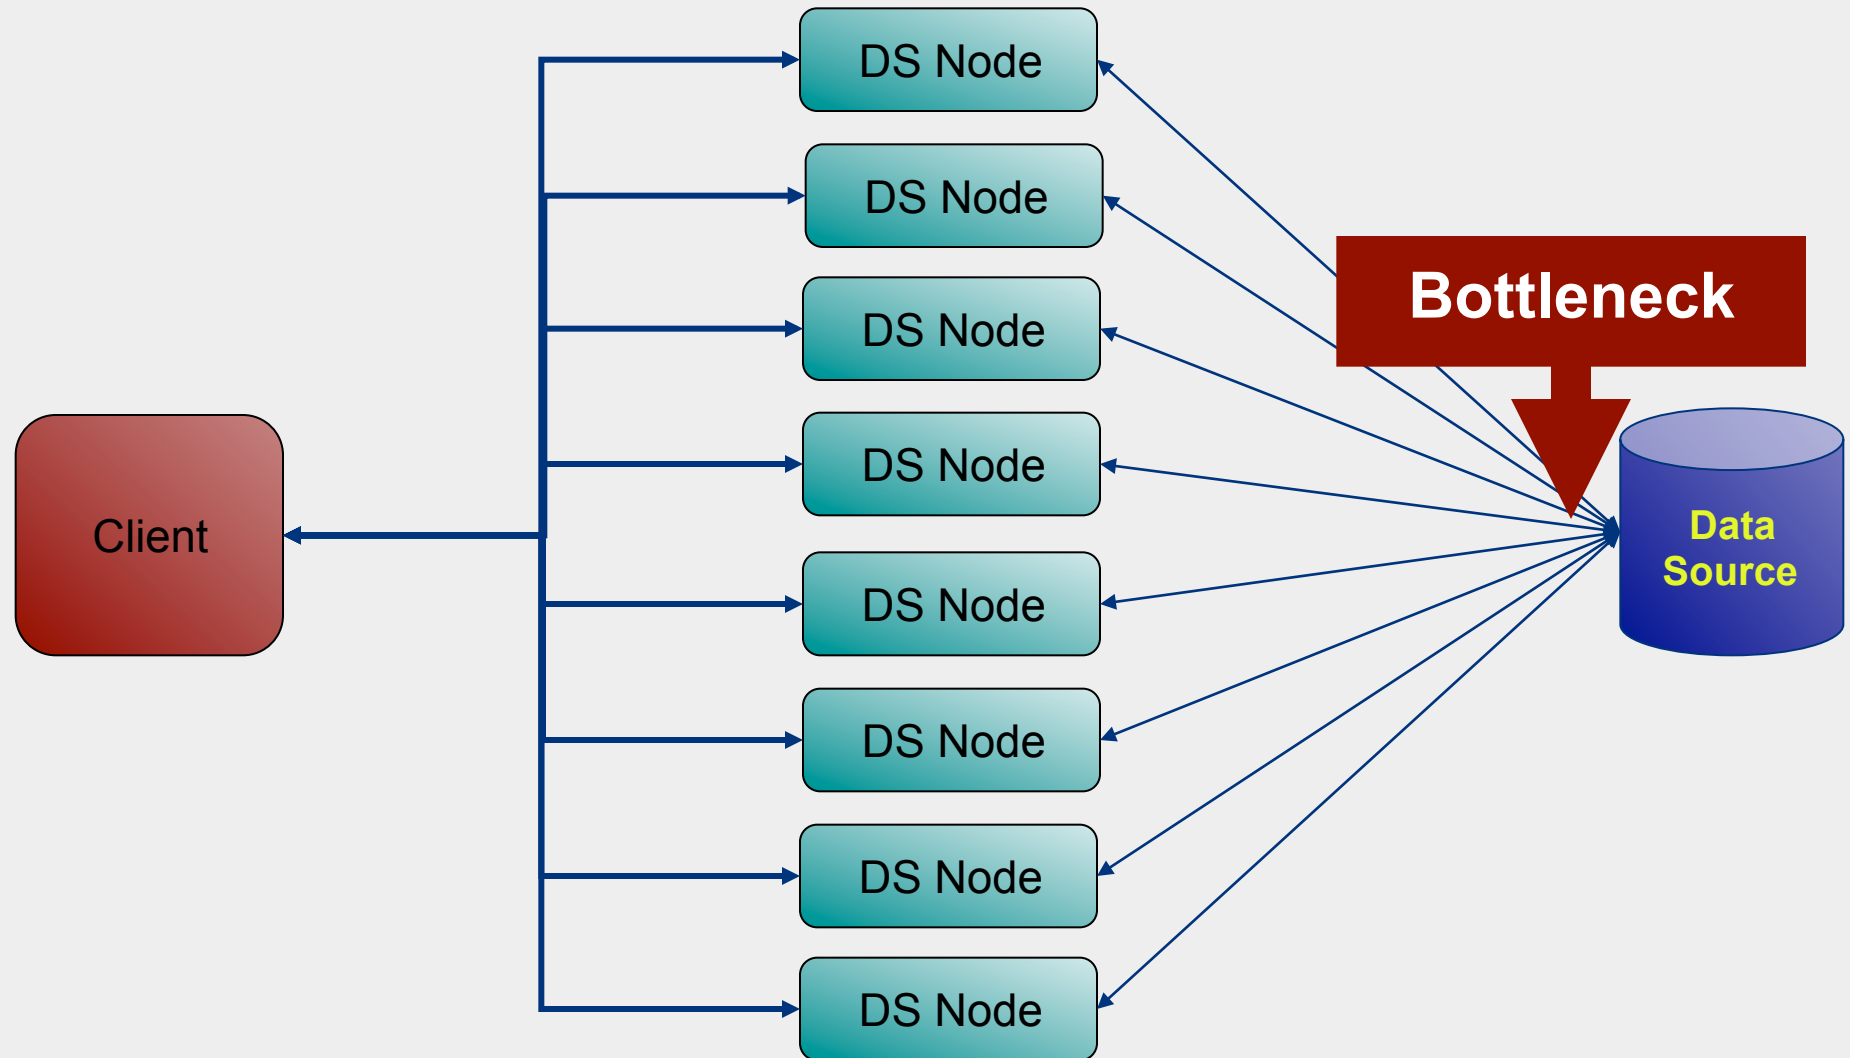 DS Node
DS Node
DS Node
DS Node
DS Node
DS Node
DS Node
DS Node
Client
Bottleneck
Data
Source